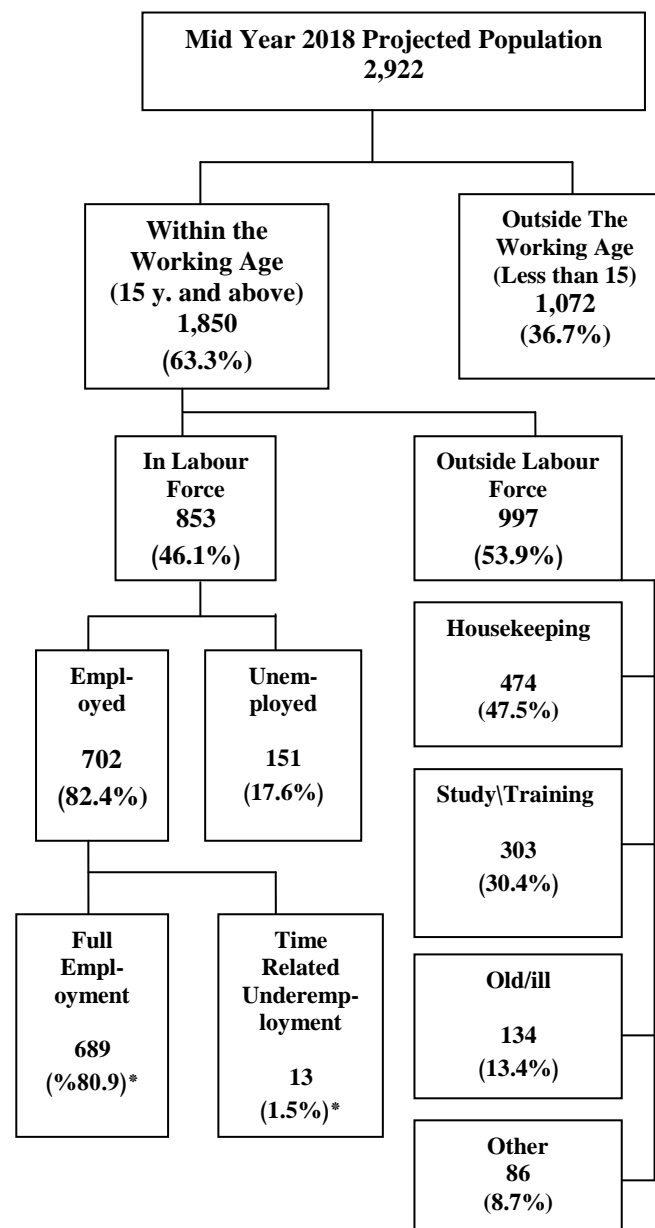 Mid Year 2018 Projected Population
2,922
Within the
Working Age
(15 y. and above)
1,850
(63.3%)
Outside The
Working Age
(Less than 15)
1,072
(36.7%)
In Labour
Force
853
(46.1%)
Outside Labour
Force
997
(53.9%)
Empl-
oyed
702
(82.4%)
Unem-
ployed
151
(17.6%)
Housekeeping
474
(47.5%)
Study\Training
303
(30.4%)
Full
Empl-
oyment
689
(%80.9)*
Time
Related
Underemp-
loyment
13
(1.5%)*
Old/ill
134
(13.4%)
Other
86
(8.7%)